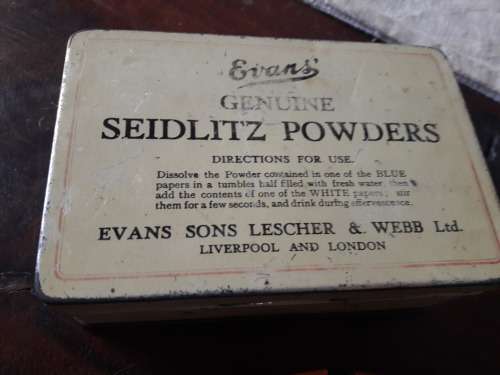 Evans'
GENUINE
SEIDLITZ POWDERS
DIRECTIONS FOR USE.
Dissolve the Powder contained in one of the BLUE
papers in a tumbler half filled with fresh water, then
add the contents of one of the WHITE papers; mix
them for a few seconds, and drink during effervescence.
EVANS SONS LESCHER & WEBB Ltd.
LIVERPOOL AND LONDON